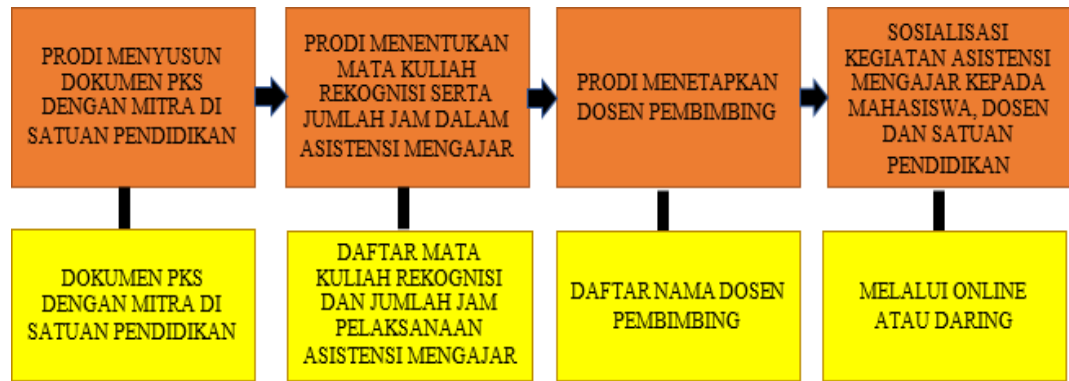 PRODI MENYUSUN
DOKUMEN PKS
DENGAN MITRA DI
SATUAN PENDIDIKAN
PRODI MENENTUKAN
MATA KULIAH
REKOGNISI SERTA
JUMLAH JAM DALAM
ASISTENSI MENGAJAR
PRODI MENETAPKAN
DOSEN PEMBIMBING
SOSIALISASI
KEGIATAN ASISTENSI
MENGAJAR KEPADA
MAHASISWA, DOSEN
DAN SATUAN
PENDIDIKAN
DOKUMEN PKS
DENGAN MITRA DI
SATUAN PENDIDIKAN
DAFTAR MATA
KULIAH REKOGNISI
DAN JUMLAH JAM
PELAKSANAAN
ASISTENSI MENGAJAR
DAFTAR NAMA DOSEN
PEMBIMBING
MELALUI ONLINE
ATAU DARING